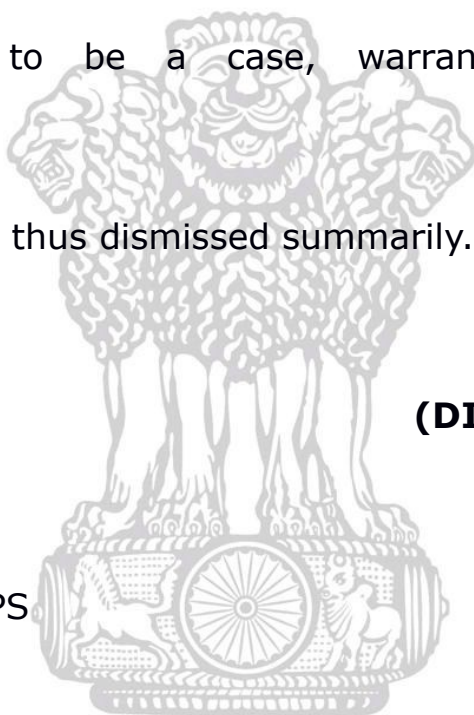 to be a case, warran
thus dismissed summarily.
(DI
PS